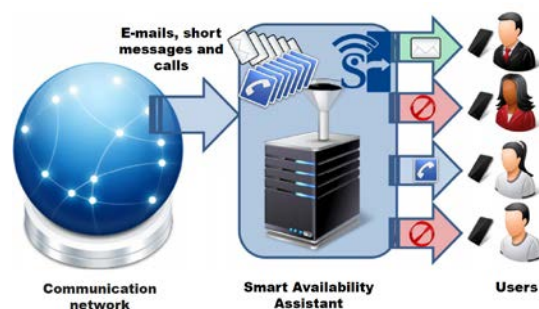 E-mails, short
messages and
calls
S
Communication
network
Smart Availability
Assistant
Users